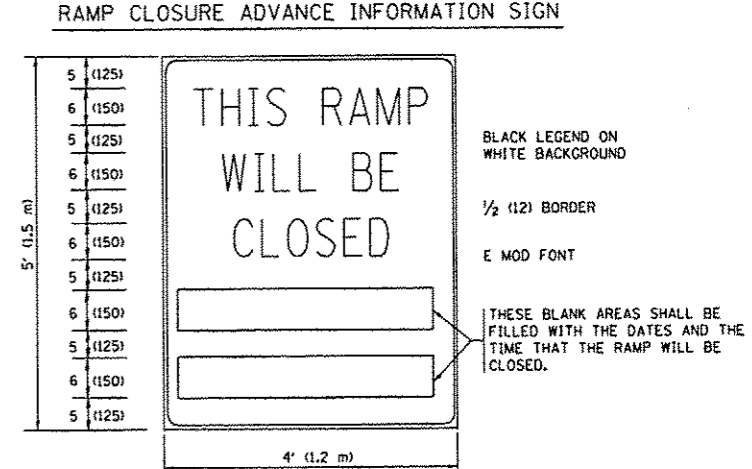 RAMP CLOSURE ADVANCE INFORMATION SIGN
5 (125)
6 (150)
5 (125)
6 (150)
5 (125)
6 (150)
5 (125)
6 (150)
5 (125)
6 (150)
5 (125)
5' (1.5 m)
THIS RAMP
WILL BE
CLOSED
4' (1.2 m)
BLACK LEGEND ON
WHITE BACKGROUND
1/2 (12) BORDER
E MOD FONT
THESE BLANK AREAS SHALL BE
FILLED WITH THE DATES AND THE
TIME THAT THE RAMP WILL BE
CLOSED.